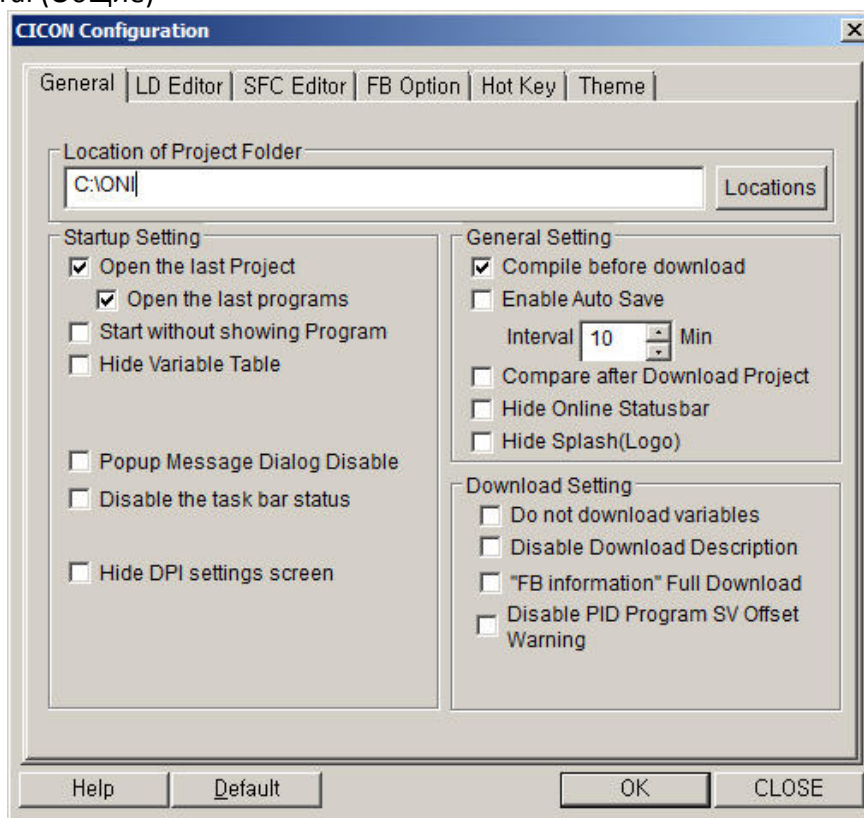 (Общие)
CICON Configuration
General LD Editor SFC Editor FB Option Hot Key Theme
Location of Project Folder
C:\ONI
Locations
Startup Setting
Open the last Project
Open the last programs
Start without showing Program
Hide Variable Table
Popup Message Dialog Disable
Disable the task bar status
Hide DPI settings screen
General Setting
Compile before download
Enable Auto Save
Interval 10 Min
Compare after Download Project
Hide Online Statusbar
Hide Splash(Logo)
Download Setting
Do not download variables
Disable Download Description
"FB information" Full Download
Disable PID Program SV Offset
Warning
Help Default OK CLOSE